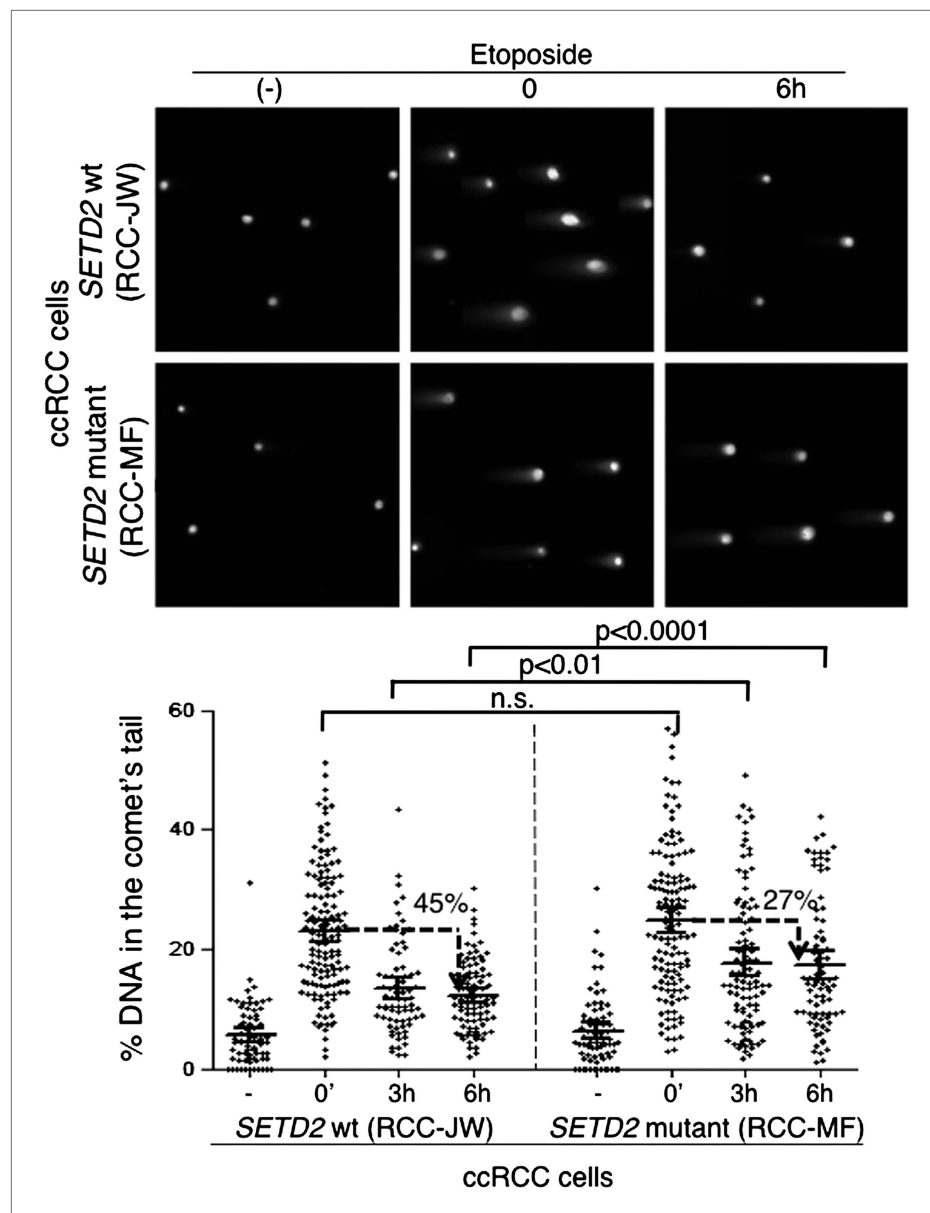 Etoposide
(-) 0 6h
ccRCC cells
SETD2 wt
(RCC-JW)
SETD2 mutant
(RCC-MF)
p<0.0001
p<0.01
n.s.
% DNA in the comet's tail
60
40
20
0
45%
27%
- 0' 3h 6h - 0' 3h 6h
SETD2 wt (RCC-JW) SETD2 mutant (RCC-MF)
ccRCC cells